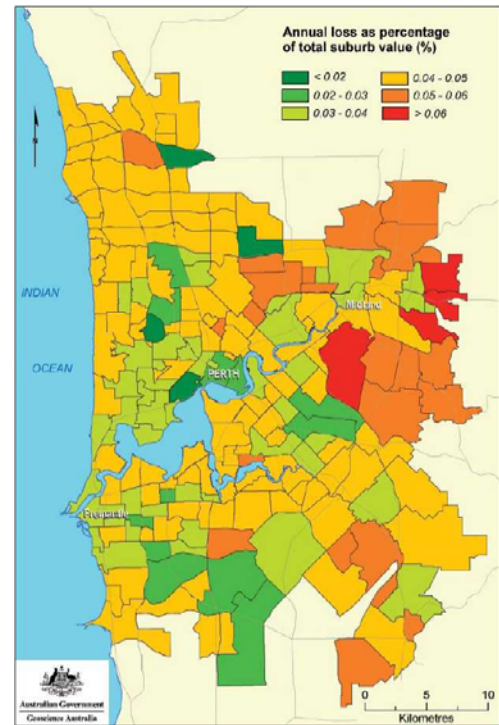 Annual loss as percentage
of total suburb value (%)
< 0.02
0.04 - 0.05
0.02 - 0.03
0.05 - 0.06
0.03 - 0.04
> 0.06
INDIAN
OCEAN
Midland
PERTH
Fremantle
0 5 10
Kilometres
Australian Government
Geoscience Australia